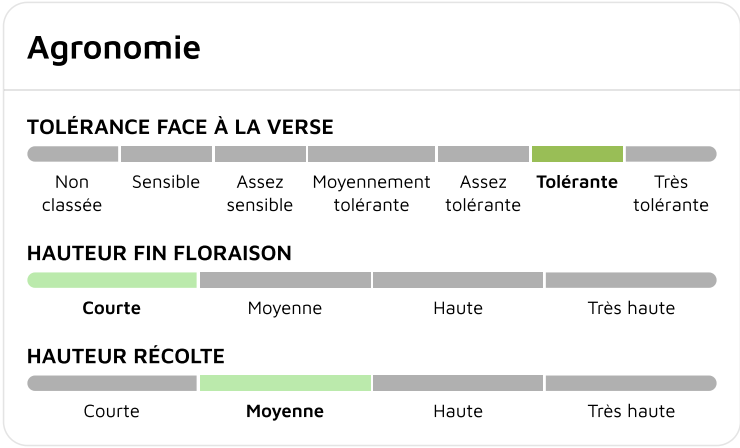 Agronomie
TOLÉRANCE FACE À LA VERSE
Non classée
Sensible
Assez sensible
Moyennement tolérante
Assez tolérante
Tolérante
Très tolérante
HAUTEUR FIN FLORAISON
Courte
Moyenne
Haute
Très haute
HAUTEUR RÉCOLTE
Courte
Moyenne
Haute
Très haute